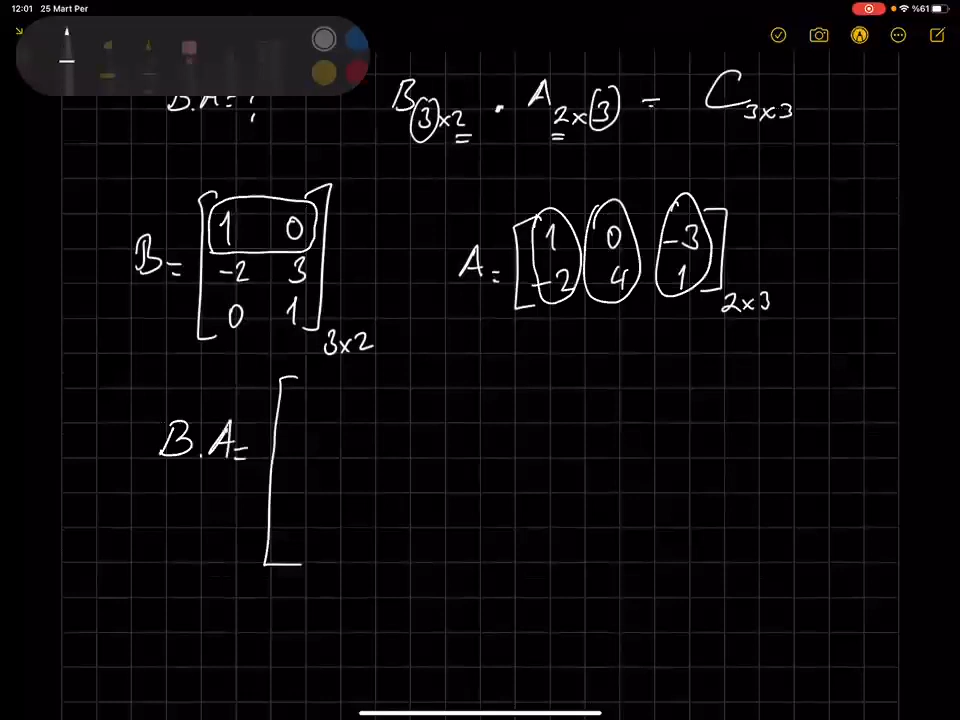 12:01 25 Mart Per %61
B.A=? B3x2 . A2x3 = C3x3
B= [1 0
-2 3
0 1]3x2
A= [1 0 -3
-2 4 1]2x3
B.A= [